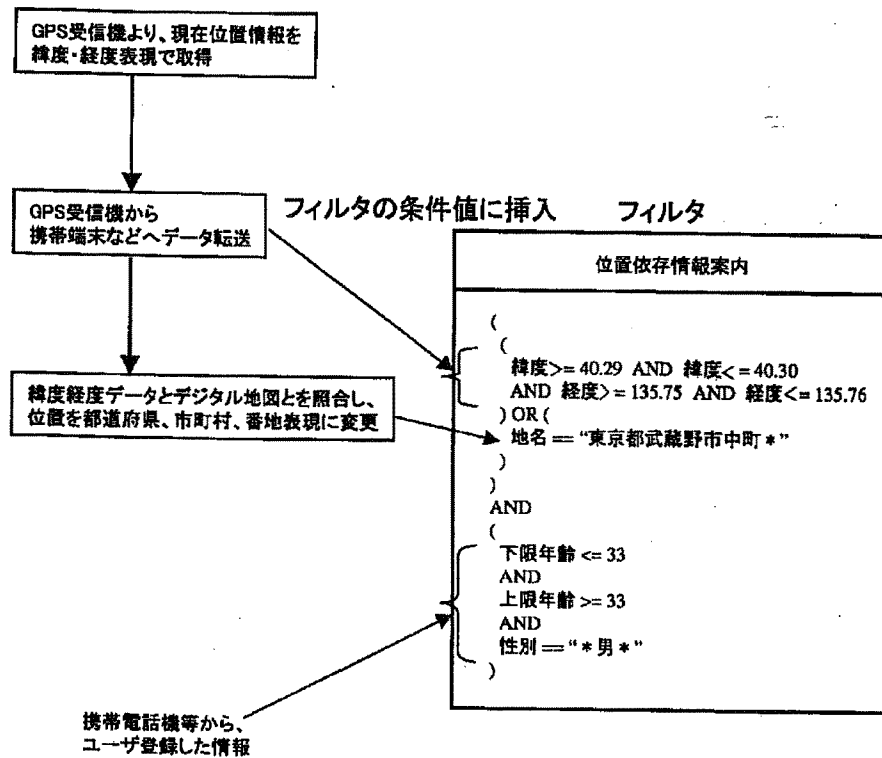 GPS受信機より、現在位置情報を
緯度・経度表現で取得
GPS受信機から
携帯端末などへデータ転送
緯度経度データとデジタル地図とを照合し、
位置を都道府県、市町村、番地表現に変更
フィルタの条件値に挿入
フィルタ
位置依存情報案内
(
(
緯度>= 40.29 AND 緯度<= 40.30
AND 経度>= 135.75 AND 経度<= 135.76
) OR (
地名 == “東京都武蔵野市中町*”
)
)
AND
(
下限年齢 <= 33
AND
上限年齢 >= 33
AND
性別 == “*男*”
)
携帯電話機等から、
ユーザ登録した情報